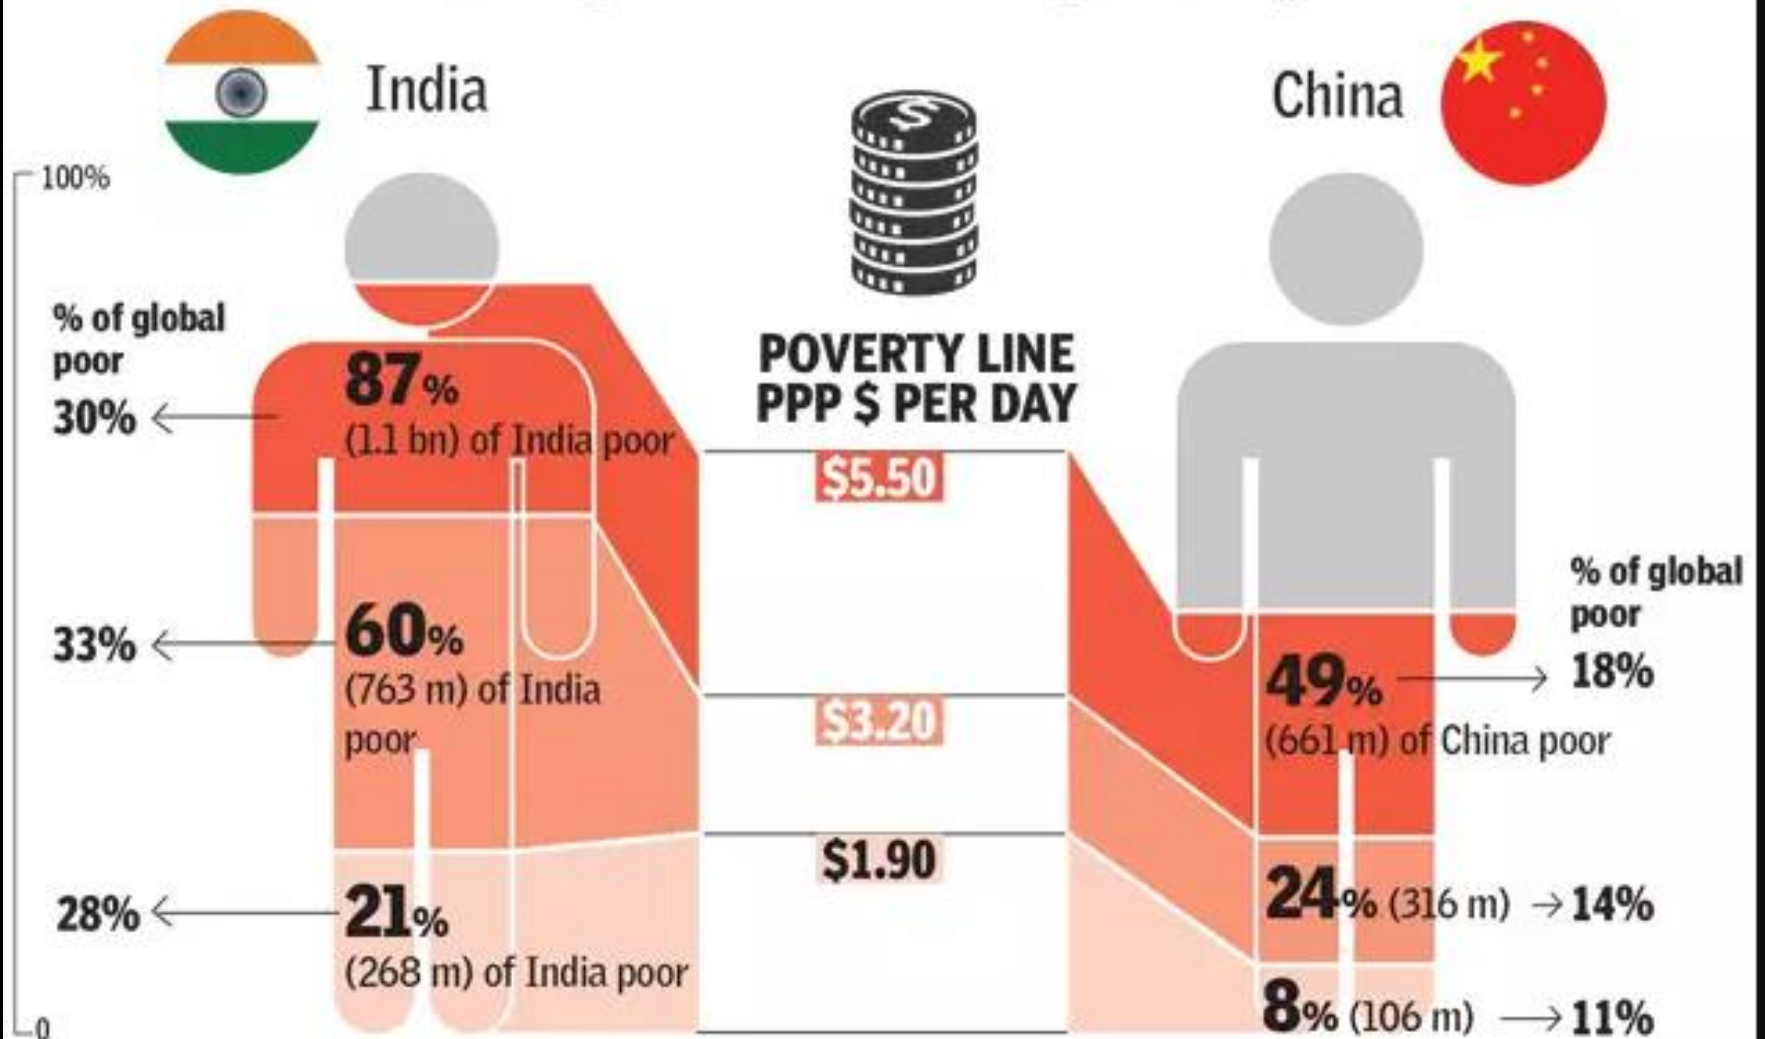 India
China
100%
% of global
poor
30%
87%
(1.1 bn) of India poor
33%
60%
(763 m) of India
poor
28%
21%
(268 m) of India poor
0
$
POVERTY LINE
PPP $ PER DAY
$5.50
$3.20
$1.90
% of global
poor
49%
18%
(661 m) of China poor
24% (316 m)
14%
8% (106 m)
11%